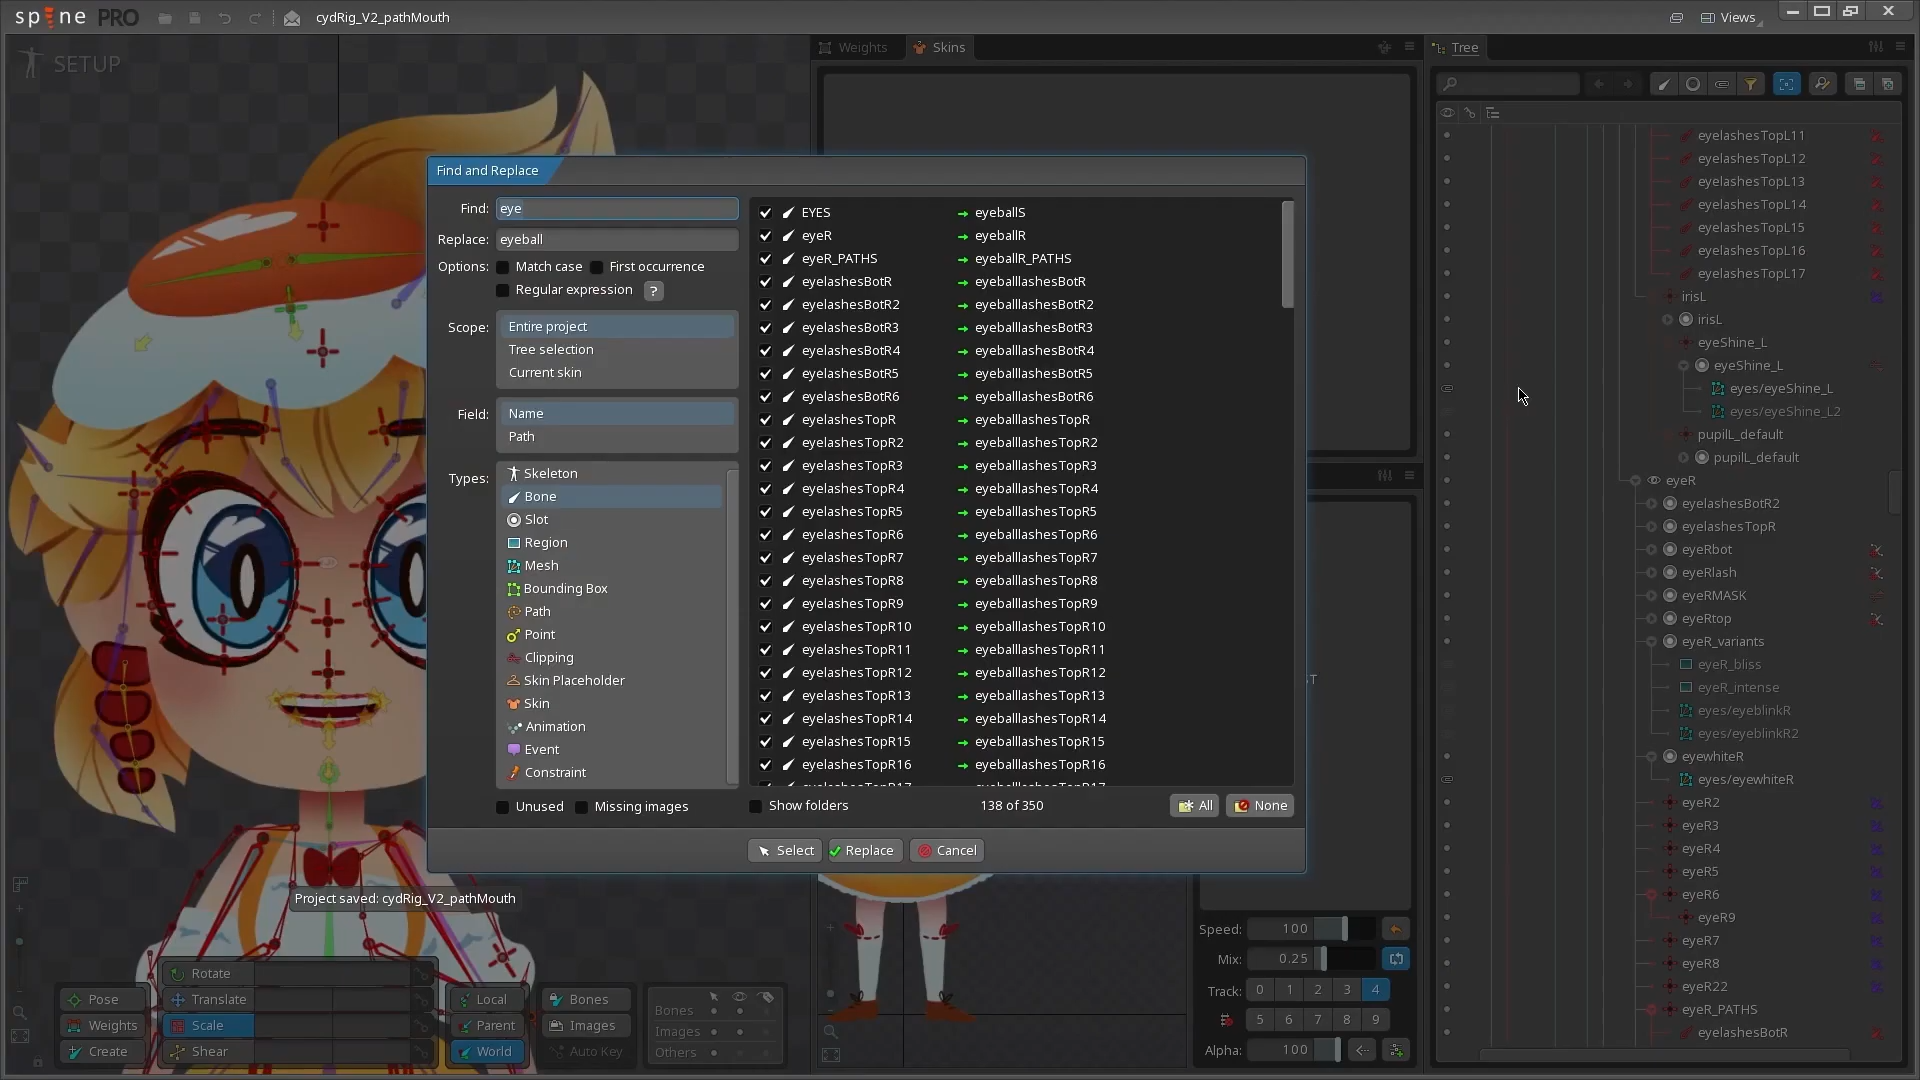 spine PRO
cydRig_V2_pathMouth
Views
SETUP
Weights
Skins
Tree
Find and Replace
Find: eye
Replace: eyeball
Options: Match case First occurrence
Regular expression ?
Scope: Entire project
Tree selection
Current skin
Field: Name
Path
Types: Skeleton
Bone
Slot
Region
Mesh
Bounding Box
Path
Point
Clipping
Skin Placeholder
Skin
Animation
Event
Constraint
Unused Missing images
EYES → eyeballS
eyeR → eyeballR
eyeR_PATHS → eyeballR_PATHS
eyelashesBotR → eyeballlashesBotR
eyelashesBotR2 → eyeballlashesBotR2
eyelashesBotR3 → eyeballlashesBotR3
eyelashesBotR4 → eyeballlashesBotR4
eyelashesBotR5 → eyeballlashesBotR5
eyelashesBotR6 → eyeballlashesBotR6
eyelashesTopR → eyeballlashesTopR
eyelashesTopR2 → eyeballlashesTopR2
eyelashesTopR3 → eyeballlashesTopR3
eyelashesTopR4 → eyeballlashesTopR4
eyelashesTopR5 → eyeballlashesTopR5
eyelashesTopR6 → eyeballlashesTopR6
eyelashesTopR7 → eyeballlashesTopR7
eyelashesTopR8 → eyeballlashesTopR8
eyelashesTopR9 → eyeballlashesTopR9
eyelashesTopR10 → eyeballlashesTopR10
eyelashesTopR11 → eyeballlashesTopR11
eyelashesTopR12 → eyeballlashesTopR12
eyelashesTopR13 → eyeballlashesTopR13
eyelashesTopR14 → eyeballlashesTopR14
eyelashesTopR15 → eyeballlashesTopR15
eyelashesTopR16 → eyeballlashesTopR16
Show folders 138 of 350 All None
Select Replace Cancel
Project saved: cydRig_V2_pathMouth
Pose
Weights
Create
Rotate
Translate
Scale
Shear
Local
Parent
World
Bones
Images
Auto Key
Bones
Images
Others
Speed: 100
Mix: 0.25
Track: 0 1 2 3 4
5 6 7 8 9
Alpha: 100
eyelashesTopL11
eyelashesTopL12
eyelashesTopL13
eyelashesTopL14
eyelashesTopL15
eyelashesTopL16
eyelashesTopL17
irisL
irisL
eyeShine_L
eyeShine_L
eyes/eyeShine_L
eyes/eyeShine_L2
pupilL_default
pupilL_default
eyeR
eyelashesBotR2
eyelashesTopR
eyeRbot
eyeRlash
eyeRMASK
eyeRtop
eyeR_variants
eyeR_bliss
eyeR_intense
eyes/eyeblinkR
eyes/eyeblinkR2
eyewhiteR
eyes/eyewhiteR
eyeR2
eyeR3
eyeR4
eyeR5
eyeR6
eyeR9
eyeR7
eyeR8
eyeR22
eyeR_PATHS
eyelashesBotR